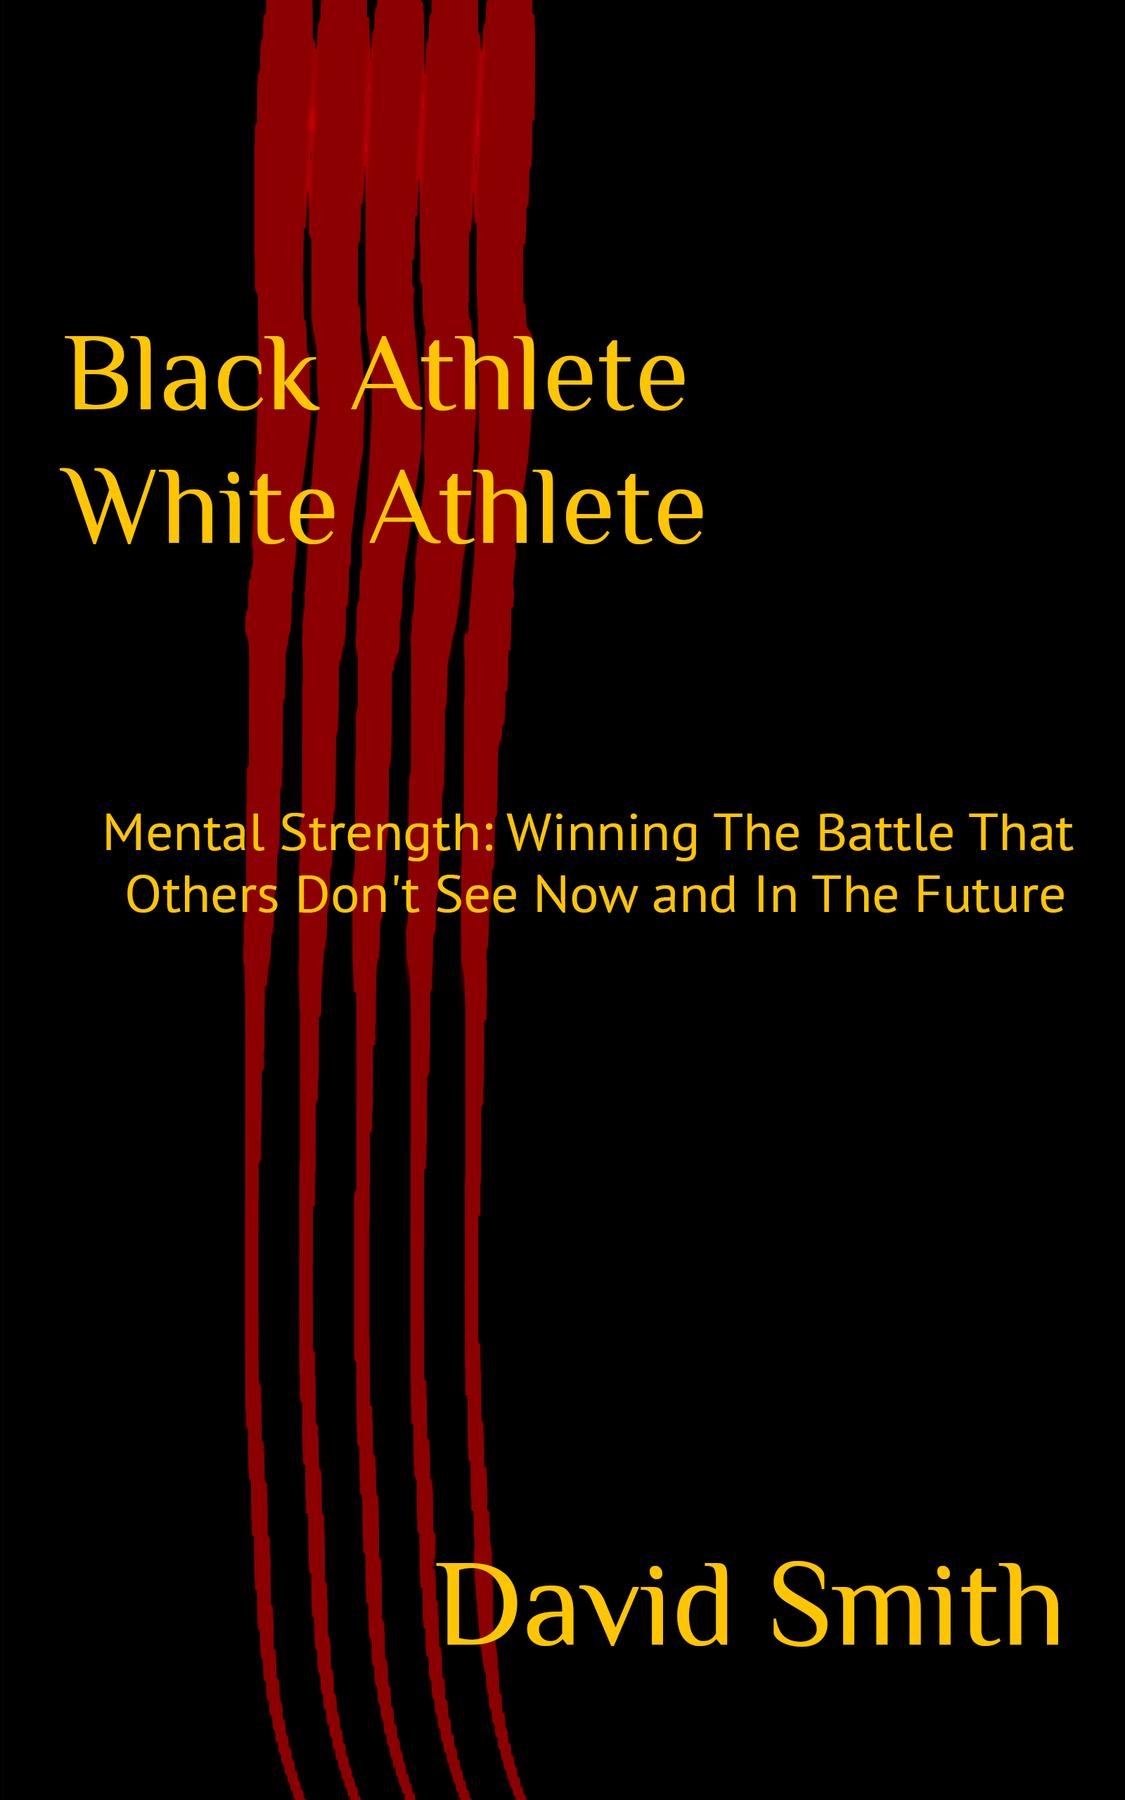 Black Athlete
White Athlete
Mental Strength: Winning The Battle That
Others Don't See Now and In The Future
David Smith